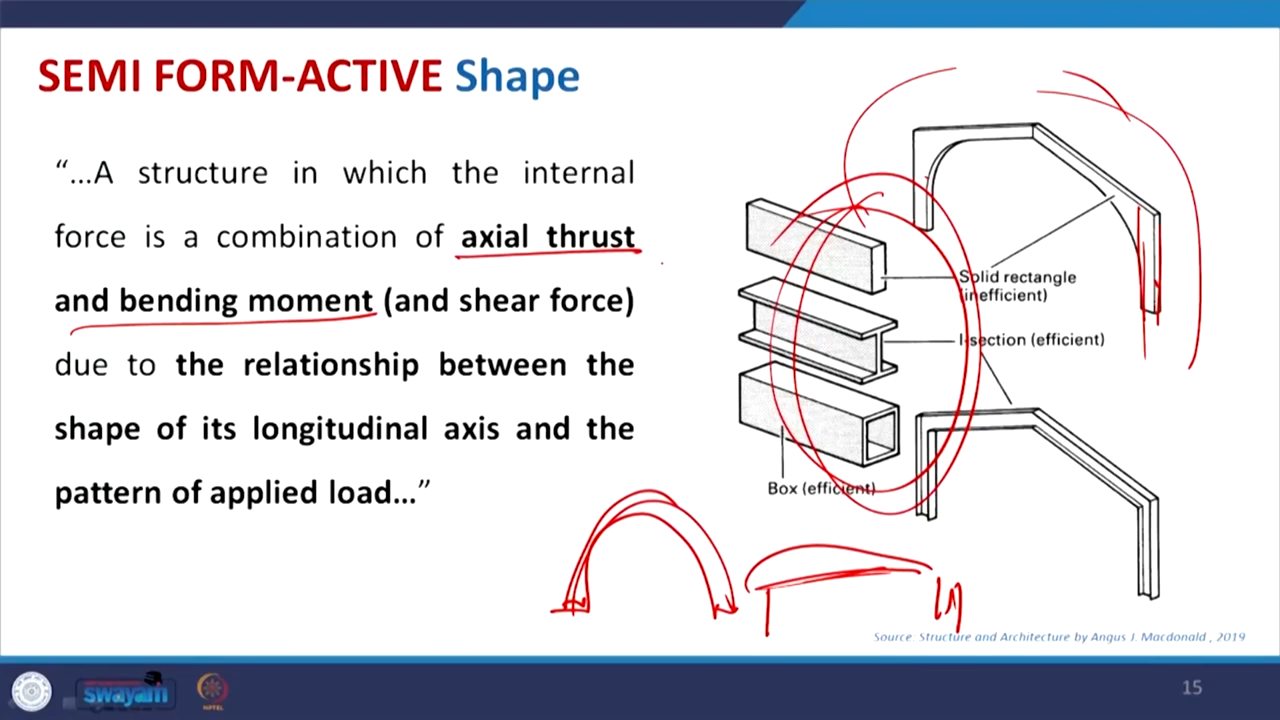 SEMI FORM-ACTIVE Shape
“...A structure in which the internal
force is a combination of axial thrust
and bending moment (and shear force)
due to the relationship between the
shape of its longitudinal axis and the
pattern of applied load...”
Solid rectangle
(inefficient)
I-section (efficient)
Box (efficient)
Source: Structure and Architecture by Angus J. Macdonald , 2019
swayam
NPTEL
15